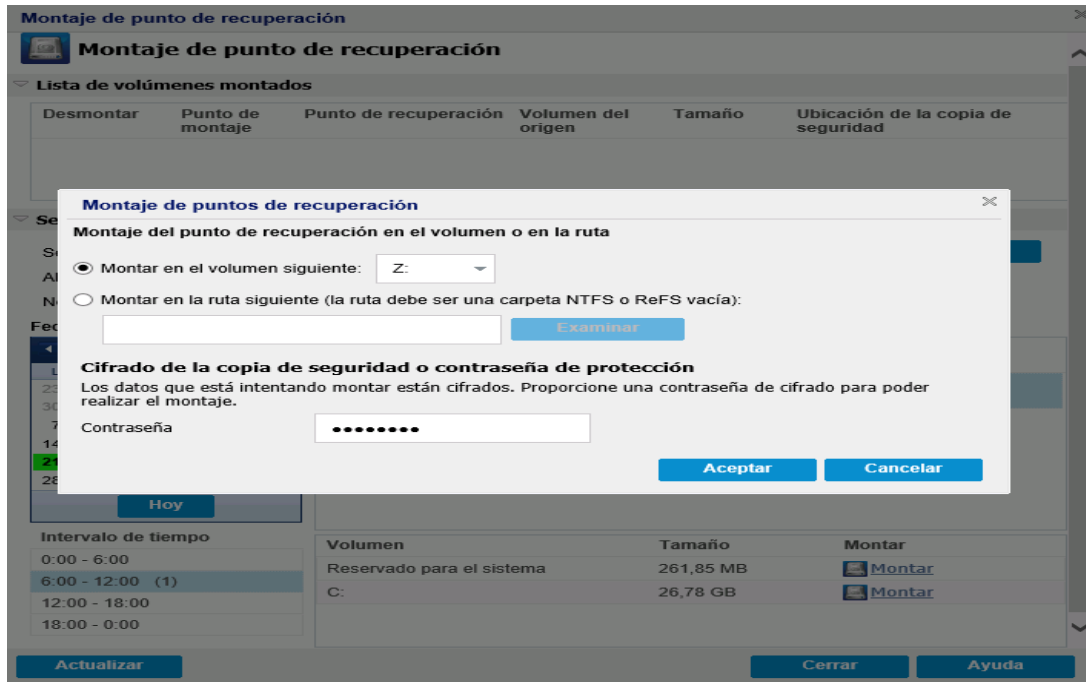 Montaje de punto de recuperación
Montaje de punto de recuperación
Lista de volúmenes montados
Desmontar Punto de montaje Punto de recuperación Volumen del origen Tamaño Ubicación de la copia de seguridad
Montaje de puntos de recuperación
Montaje del punto de recuperación en el volumen o en la ruta
Montar en el volumen siguiente: Z:
Montar en la ruta siguiente (la ruta debe ser una carpeta NTFS o ReFS vacía):
Examinar
Cifrado de la copia de seguridad o contraseña de protección
Los datos que está intentando montar están cifrados. Proporcione una contraseña de cifrado para poder
realizar el montaje.
Contraseña ••••••••
Aceptar Cancelar
Hoy
Intervalo de tiempo
0:00 - 6:00
6:00 - 12:00 (1)
12:00 - 18:00
18:00 - 0:00
Volumen Tamaño Montar
Reservado para el sistema 261,85 MB Montar
C: 26,78 GB Montar
Actualizar Cerrar Ayuda